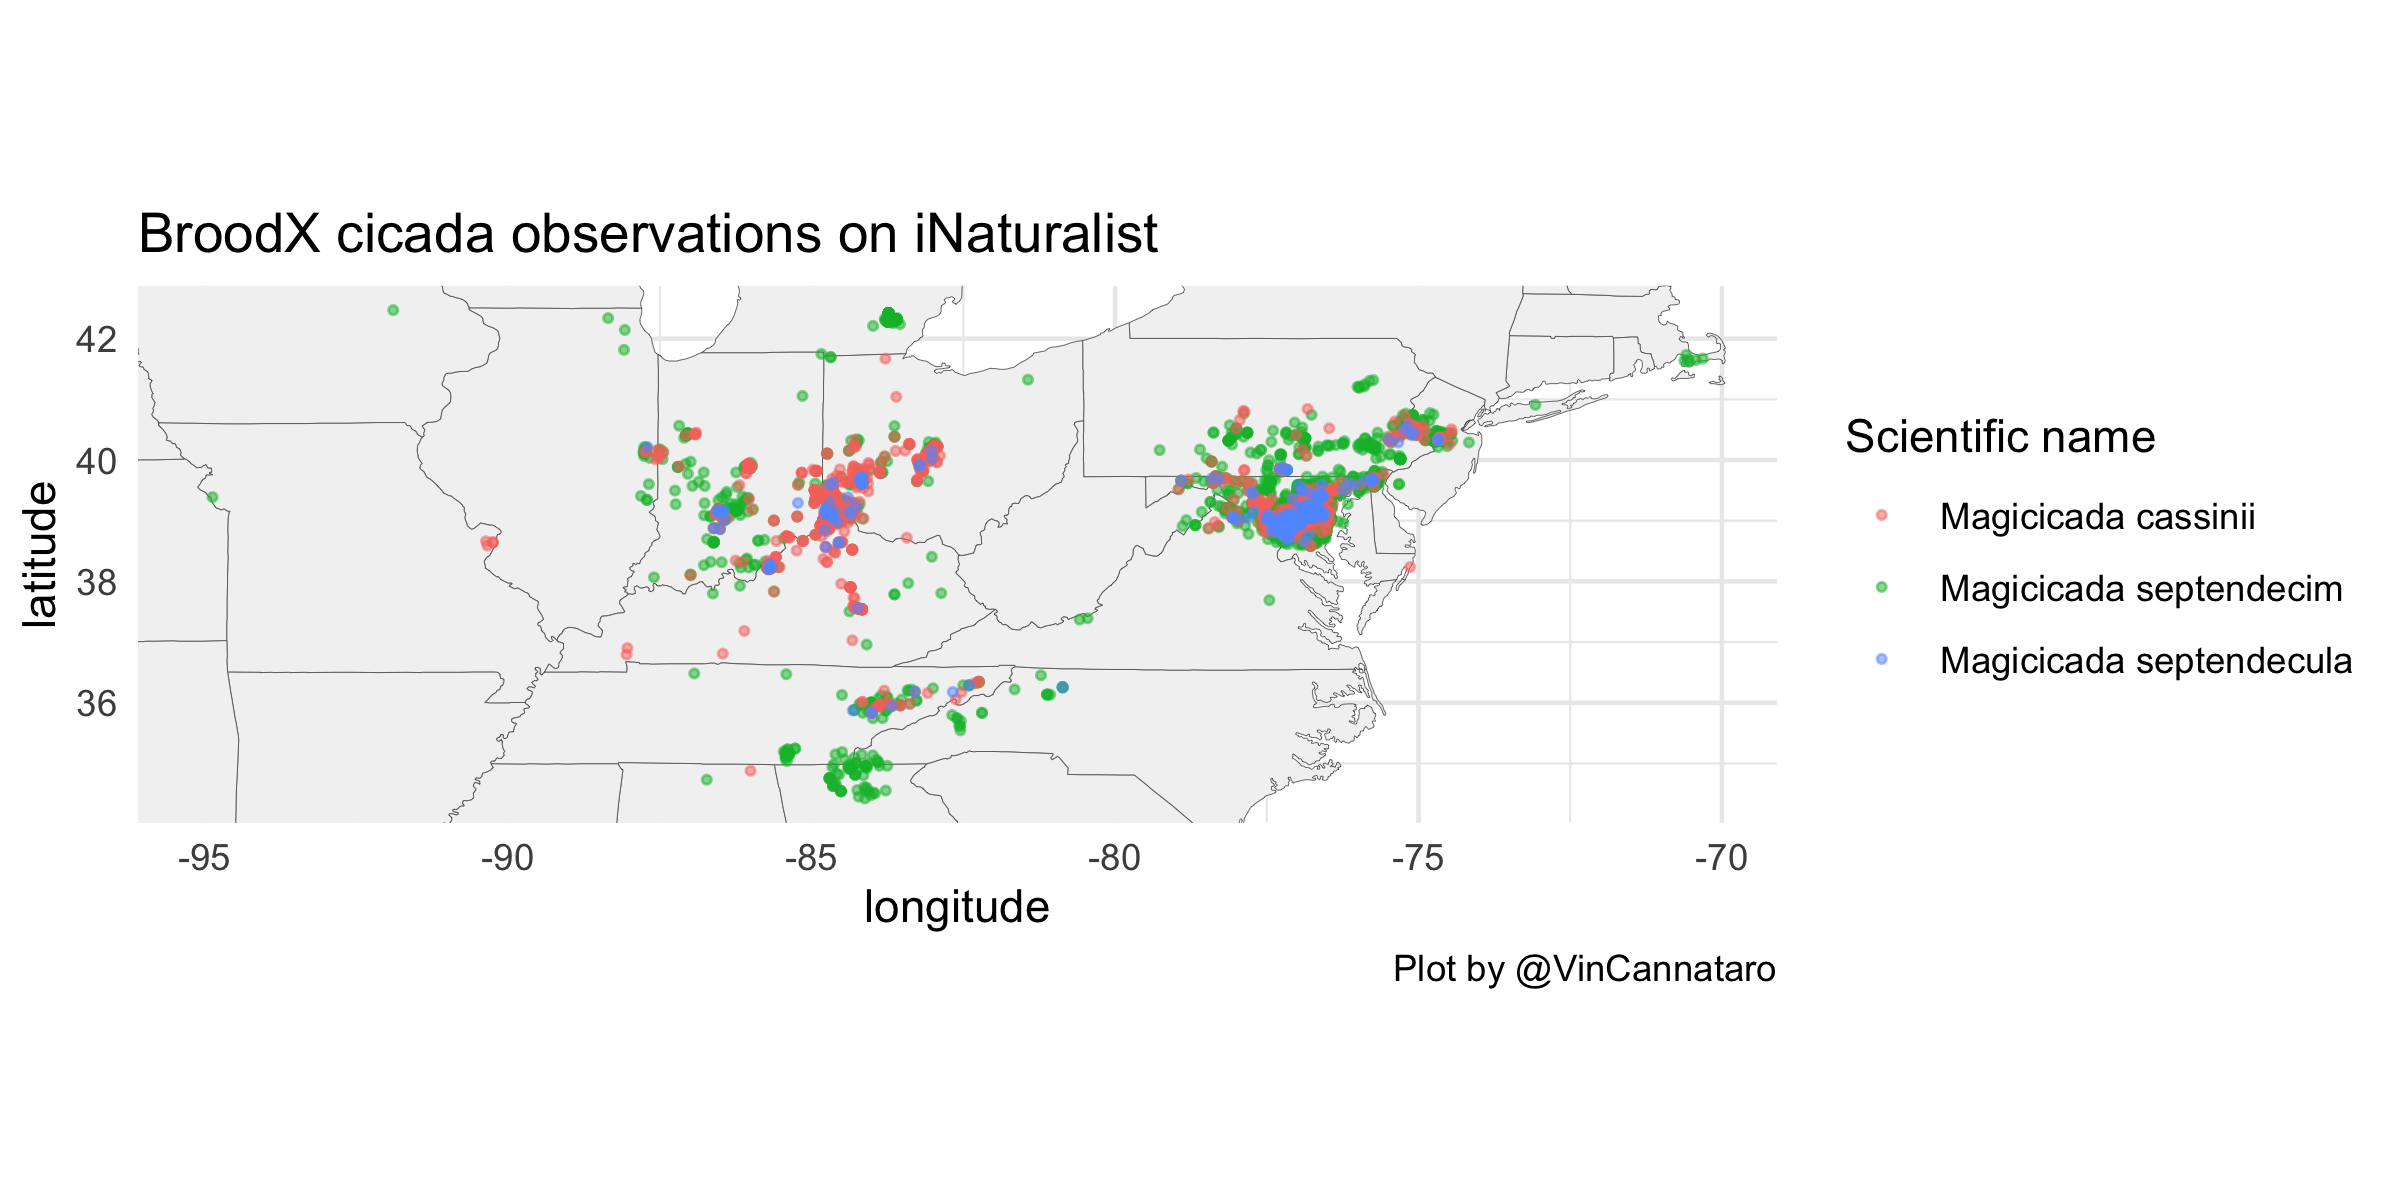 BroodX cicada observations on iNaturalist
42
40
38
36
latitude
-95
-90
-85
-80
-75
-70
longitude
Scientific name
Magicicada cassinii
Magicicada septendecim
Magicicada septendecula
Plot by @VinCannataro